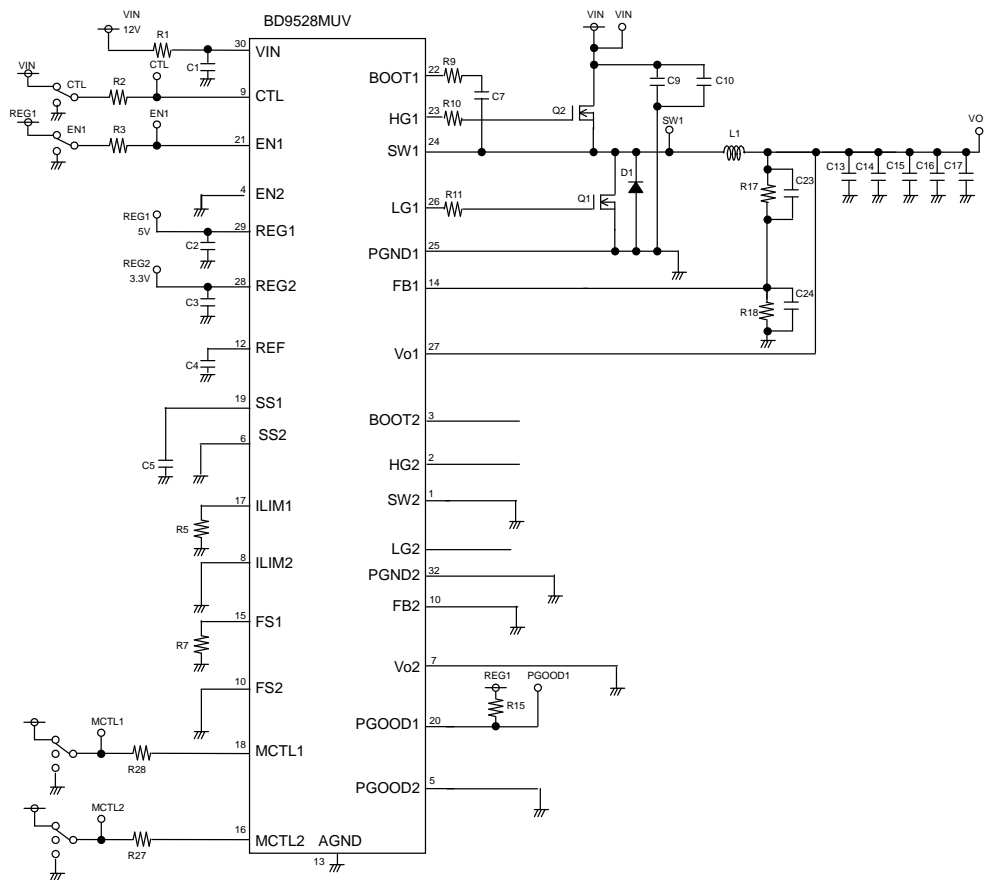 BD9528MUV
VIN
12V
R1
30
VIN
C1
VIN
CTL
R2
CTL
9
CTL
REG1
EN1
R3
EN1
21
EN1
4
EN2
REG1
5V
29
REG1
C2
REG2
3.3V
28
REG2
C3
12
REF
C4
19
SS1
C5
6
SS2
17
ILIM1
R5
8
ILIM2
15
FS1
R7
10
FS2
MCTL1
R28
18
MCTL1
MCTL2
R27
16
MCTL2
AGND
13
VIN
VIN
BOOT1
22
R9
C7
C9
C10
HG1
23
R10
Q2
SW1
24
SW1
L1
VO
D1
LG1
26
R11
Q1
R17
C23
C13
C14
C15
C16
C17
PGND1
25
FB1
14
R18
C24
Vo1
27
BOOT2
3
HG2
2
SW2
1
LG2
PGND2
32
FB2
10
Vo2
7
REG1
PGOOD1
R15
PGOOD1
20
PGOOD2
5